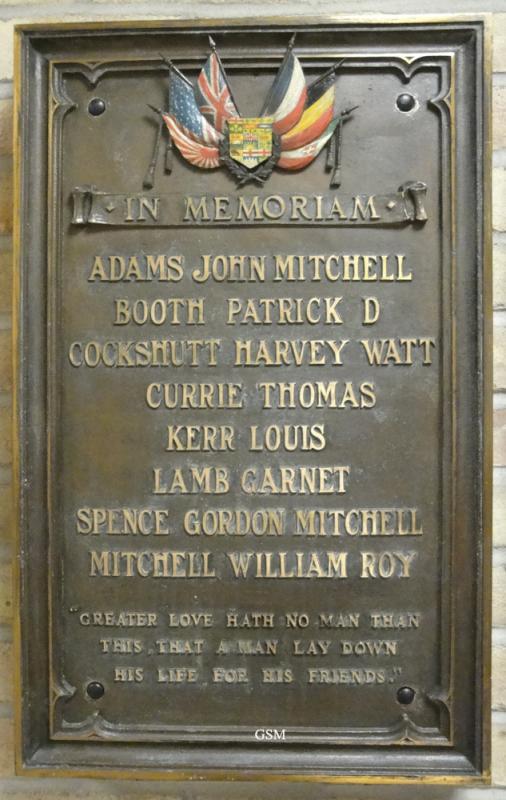 IN MEMORIAM
ADAMS JOHN MITCHELL
BOOTH PATRICK D
COCKSHUTT HARVEY WATT
CURRIE THOMAS
KERR LOUIS
LAMB GARNET
SPENCE GORDON MITCHELL
MITCHELL WILLIAM ROY
"GREATER LOVE HATH NO MAN THAN
THIS, THAT A MAN LAY DOWN
HIS LIFE FOR HIS FRIENDS."
GSM